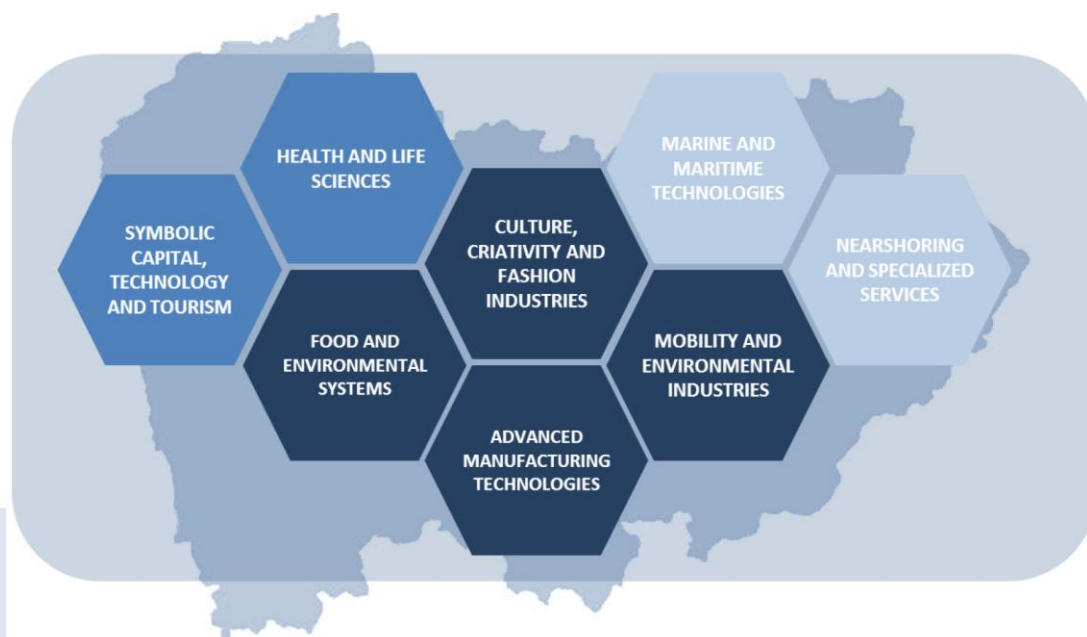 HEALTH AND LIFE
SCIENCES
MARINE AND
MARITIME
TECHNOLOGIES
SYMBOLIC
CAPITAL,
TECHNOLOGY
AND TOURISM
CULTURE,
CRIATIVITY AND
FASHION
INDUSTRIES
NEARSHORING
AND SPECIALIZED
SERVICES
FOOD AND
ENVIRONMENTAL
SYSTEMS
MOBILITY AND
ENVIRONMENTAL
INDUSTRIES
ADVANCED
MANUFACTURING
TECHNOLOGIES